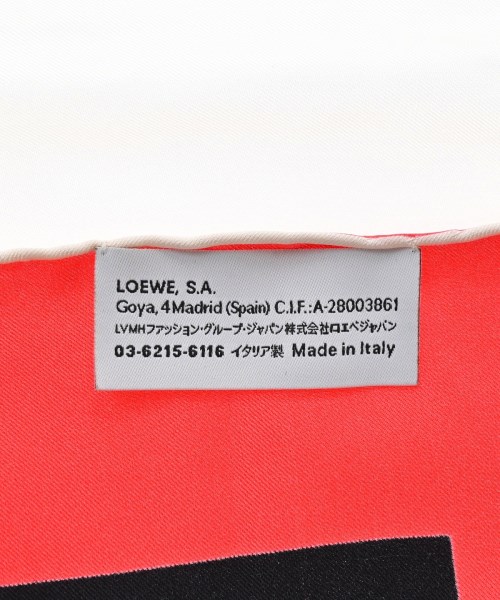 LOEWE, S.A.
Goya, 4 Madrid (Spain) C.I.F.:A-28003861
LVMHファッション・グループ・ジャパン株式会社ロエベジャパン
03-6215-6116 イタリア製 Made in Italy